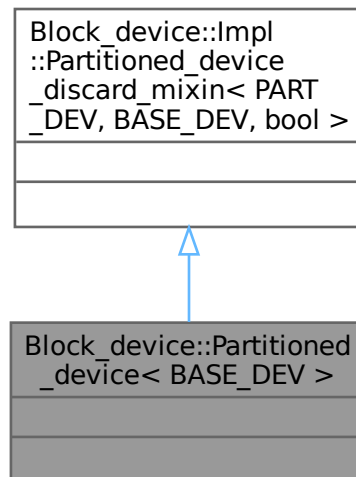 Block_device::Impl
::Partitioned_device
_discard_mixin< PART
_DEV, BASE_DEV, bool >
Block_device::Partitioned
_device< BASE_DEV >